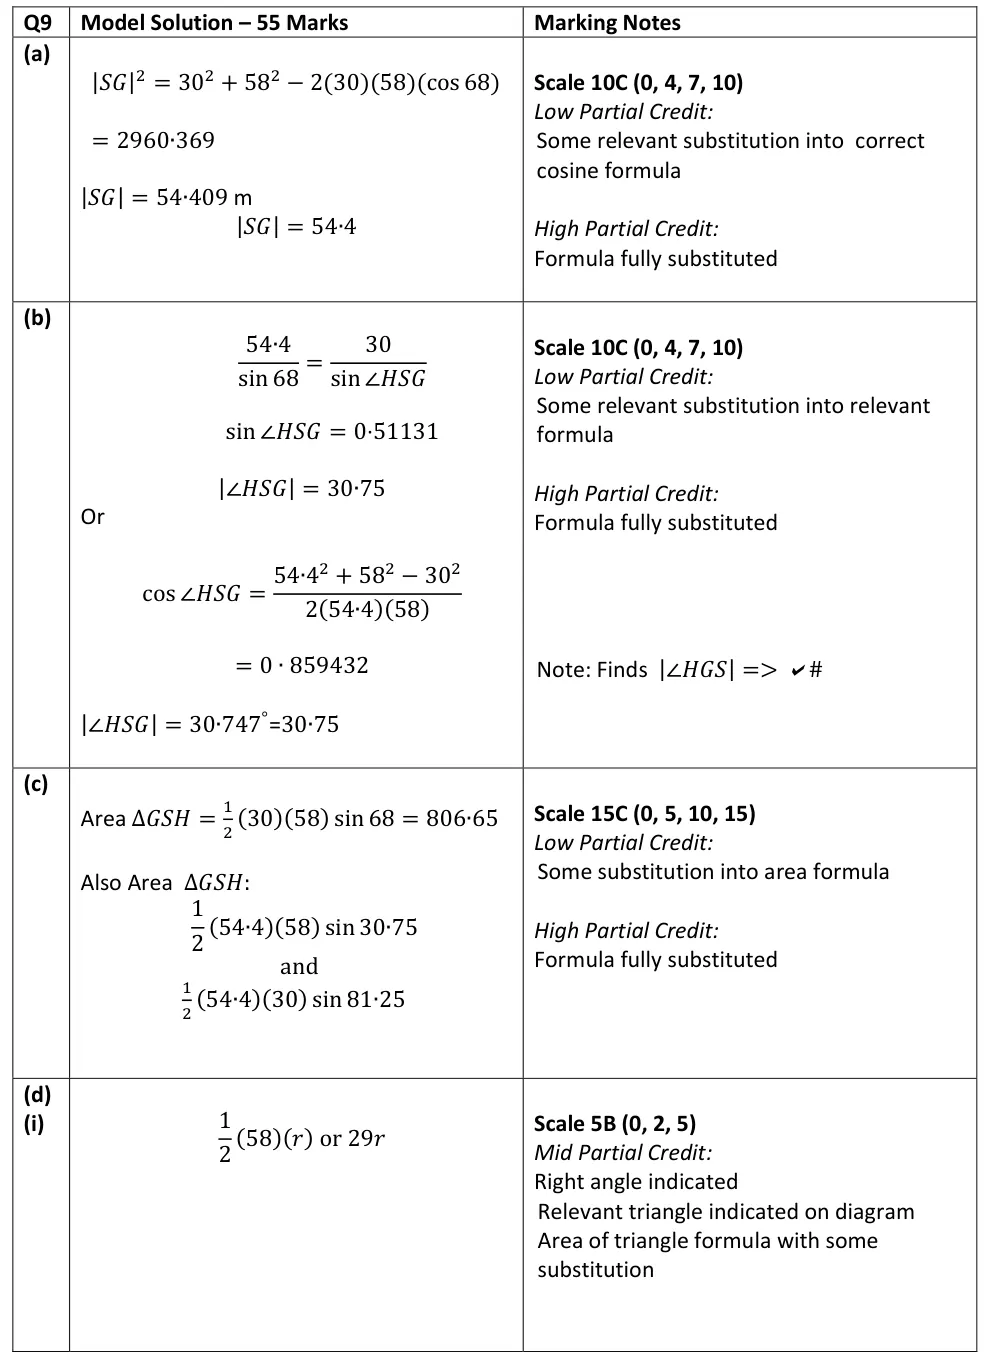 Q9 Model Solution – 55 Marks Marking Notes
(a)
|SG|² = 30² + 58² − 2(30)(58)(cos 68)
= 2960·369
|SG| = 54·409 m
|SG| = 54·4
Scale 10C (0, 4, 7, 10)
Low Partial Credit:
Some relevant substitution into correct
cosine formula
High Partial Credit:
Formula fully substituted
(b)
54·4/sin 68 = 30/sin ∠HSG
sin ∠HSG = 0·51131
|∠HSG| = 30·75
Or
cos ∠HSG = (54·4² + 58² − 30²)/(2(54·4)(58))
= 0 · 859432
|∠HSG| = 30·747°=30·75
Scale 10C (0, 4, 7, 10)
Low Partial Credit:
Some relevant substitution into relevant
formula
High Partial Credit:
Formula fully substituted
Note: Finds |∠HGS| => ✔#
(c)
Area ΔGSH = ½(30)(58) sin 68 = 806·65
Also Area ΔGSH:
½(54·4)(58) sin 30·75
and
½(54·4)(30) sin 81·25
Scale 15C (0, 5, 10, 15)
Low Partial Credit:
Some substitution into area formula
High Partial Credit:
Formula fully substituted
(d)
(i)
½(58)(r) or 29r
Scale 5B (0, 2, 5)
Mid Partial Credit:
Right angle indicated
Relevant triangle indicated on diagram
Area of triangle formula with some
substitution